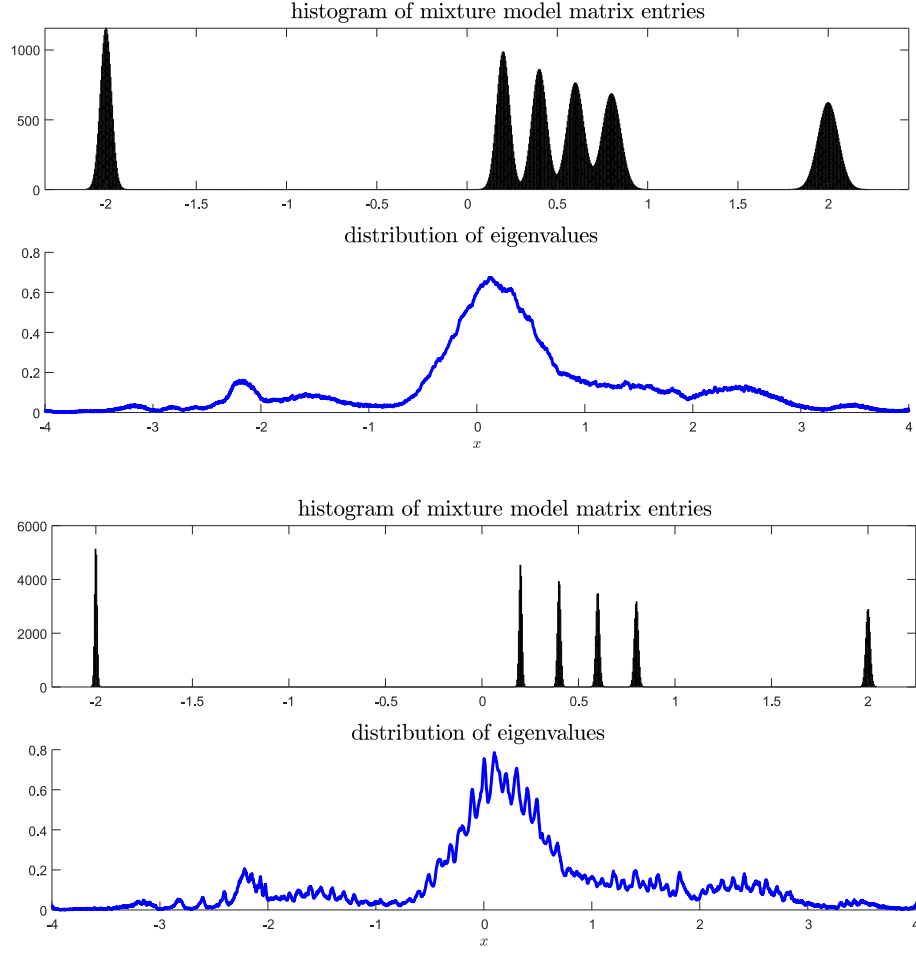 histogram of mixture model matrix entries
1000
500
0
-2 -1.5 -1 -0.5 0 0.5 1 1.5 2
distribution of eigenvalues
0.8
0.6
0.4
0.2
0
-4 -3 -2 -1 0 1 2 3 4
x
histogram of mixture model matrix entries
6000
4000
2000
0
-2 -1.5 -1 -0.5 0 0.5 1 1.5 2
distribution of eigenvalues
0.8
0.6
0.4
0.2
0
-4 -3 -2 -1 0 1 2 3 4
x